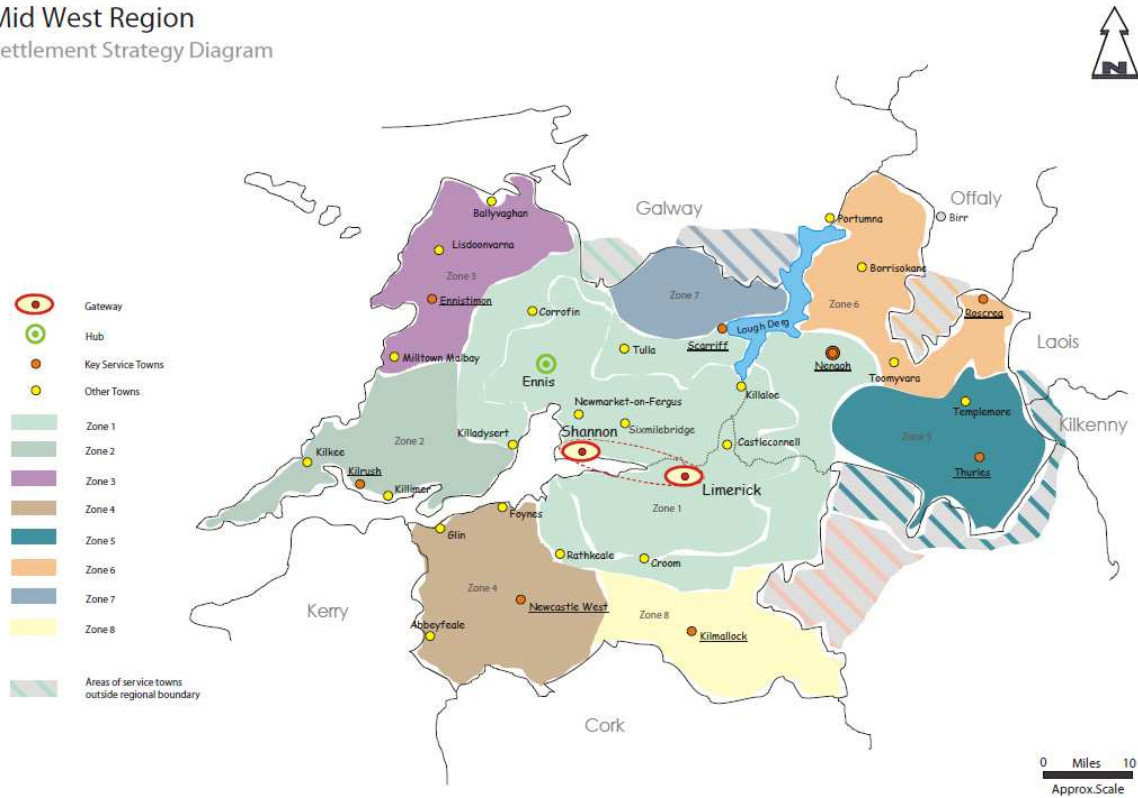 Mid West Region
Settlement Strategy Diagram
N
Galway
Offaly
Birr
Laois
Kilkenny
Kerry
Cork
Ballyvaghan
Lisdoonvarna
Zone 3
Ennistimon
Milltown Malbay
Corrofin
Zone 7
Scarriff
Lough Derg
Portumna
Borrisokane
Zone 6
Roscrea
Nenagh
Toomyvara
Tulla
Ennis
Killaloe
Newmarket-on-Fergus
Sixmilebridge
Shannon
Castleconnell
Templemore
Zone 5
Thurles
Killadysert
Zone 2
Kilkee
Kilrush
Killimer
Limerick
Zone 1
Foynes
Glin
Rathkeale
Croom
Zone 4
Newcastle West
Abbeyfeale
Zone 8
Kilmallock
Gateway
Hub
Key Service Towns
Other Towns
Zone 1
Zone 2
Zone 3
Zone 4
Zone 5
Zone 6
Zone 7
Zone 8
Areas of service towns
outside regional boundary
0 Miles 10
Approx.Scale